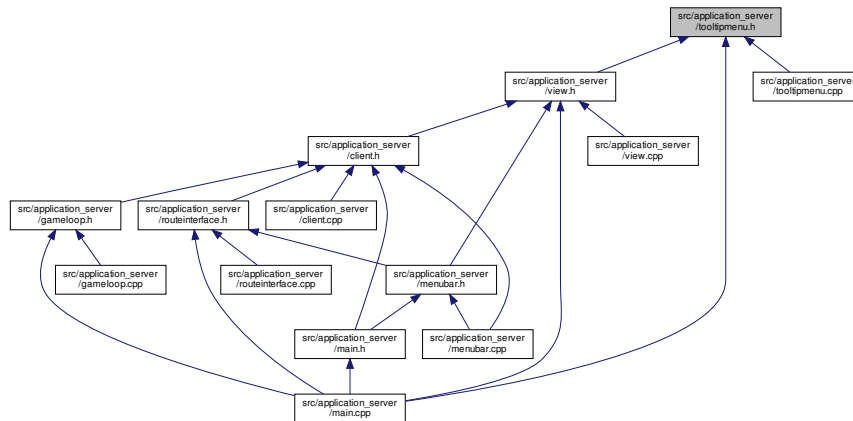 src/application_server
/tooltipmenu.h
src/application_server
/view.h
src/application_server
/tooltipmenu.cpp
src/application_server
/client.h
src/application_server
/view.cpp
src/application_server
/gameloop.h
src/application_server
/routeinterface.h
src/application_server
/client.cpp
src/application_server
/gameloop.cpp
src/application_server
/routeinterface.cpp
src/application_server
/menubar.h
src/application_server
/main.h
src/application_server
/menubar.cpp
src/application_server
/main.cpp